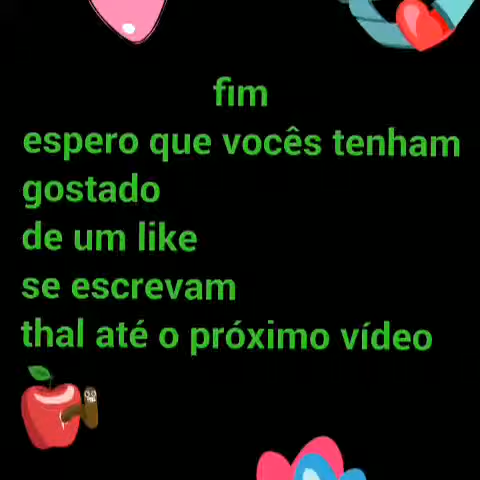 fim
espero que vocês tenham
gostado
de um like
se escrevam
thal até o próximo vídeo